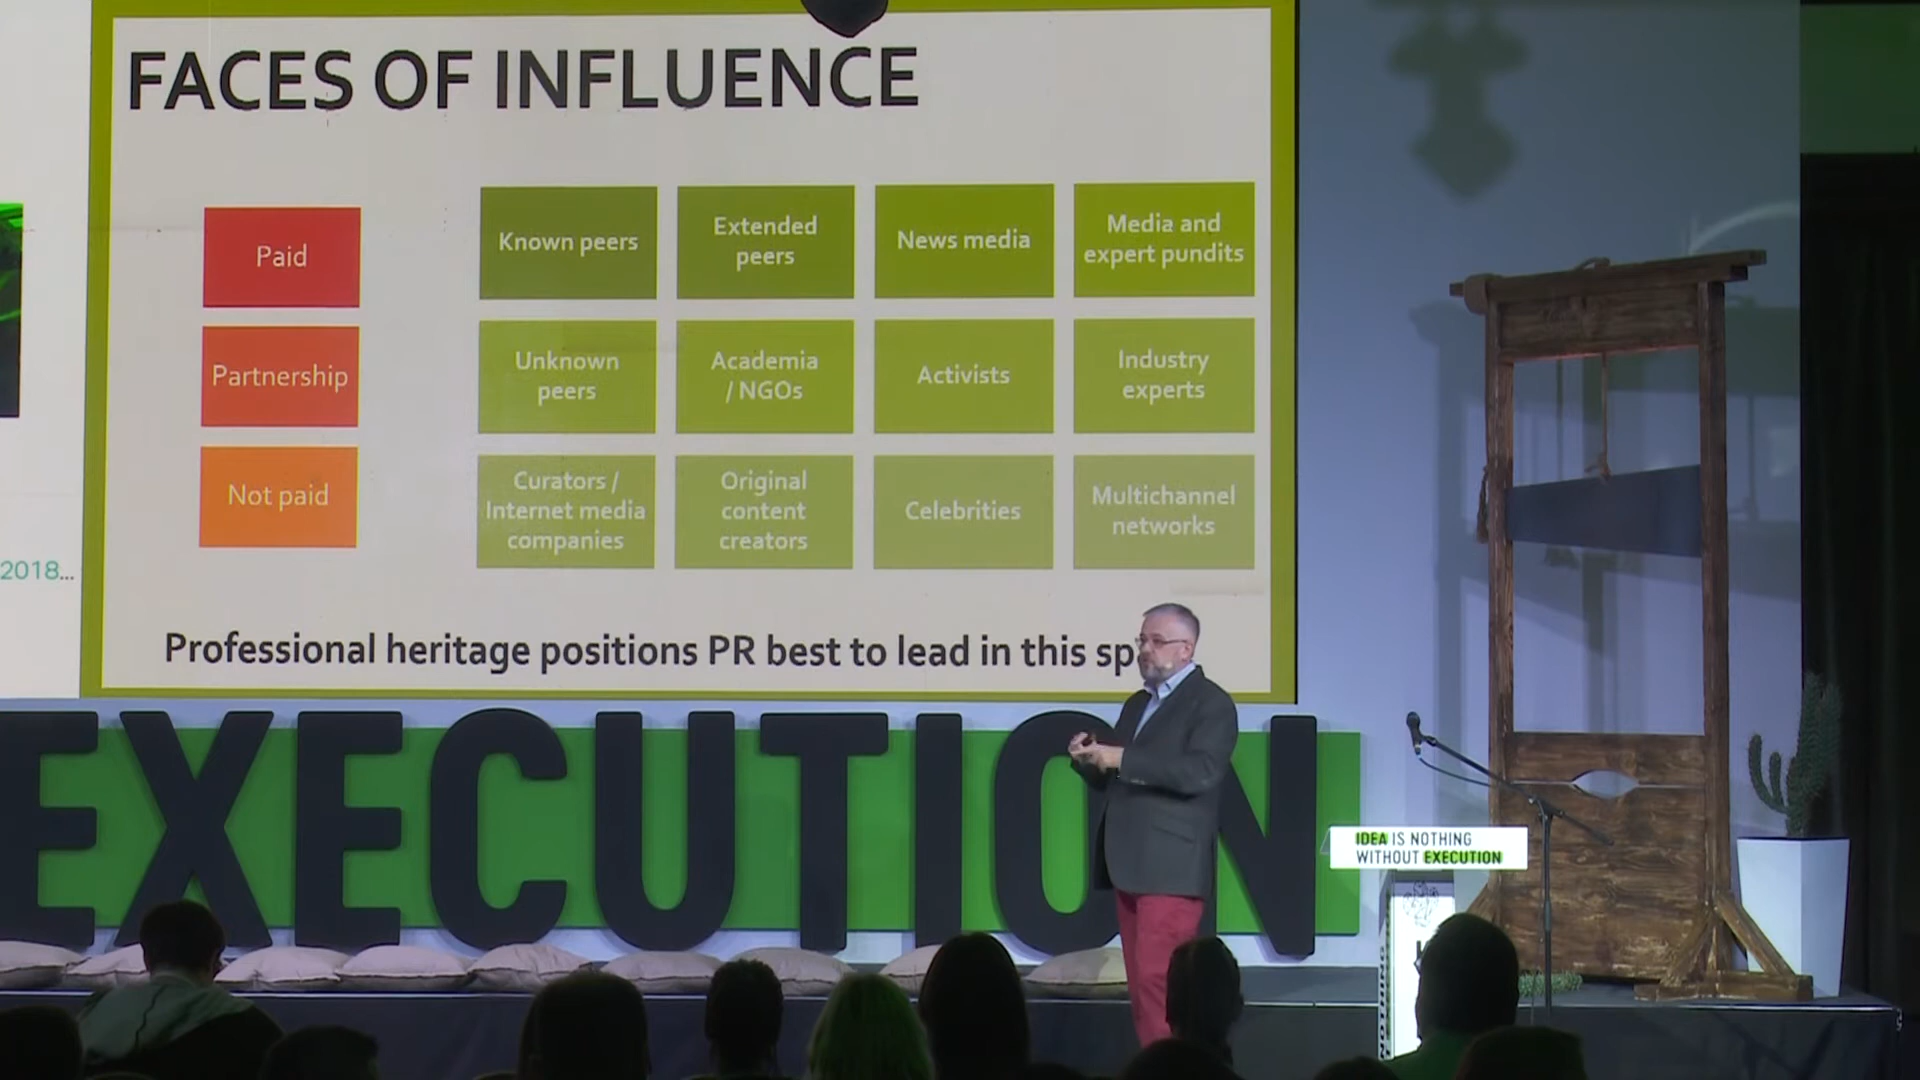 FACES OF INFLUENCE
Paid
Partnership
Not paid
Known peers
Extended
peers
News media
Media and
expert pundits
Unknown
peers
Academia
/ NGOs
Activists
Industry
experts
Curators /
Internet media
companies
Original
content
creators
Celebrities
Multichannel
networks
2018...
Professional heritage positions PR best to lead in this sp
EXECUTION
IDEA IS NOTHING
WITHOUT EXECUTION
NOTHING